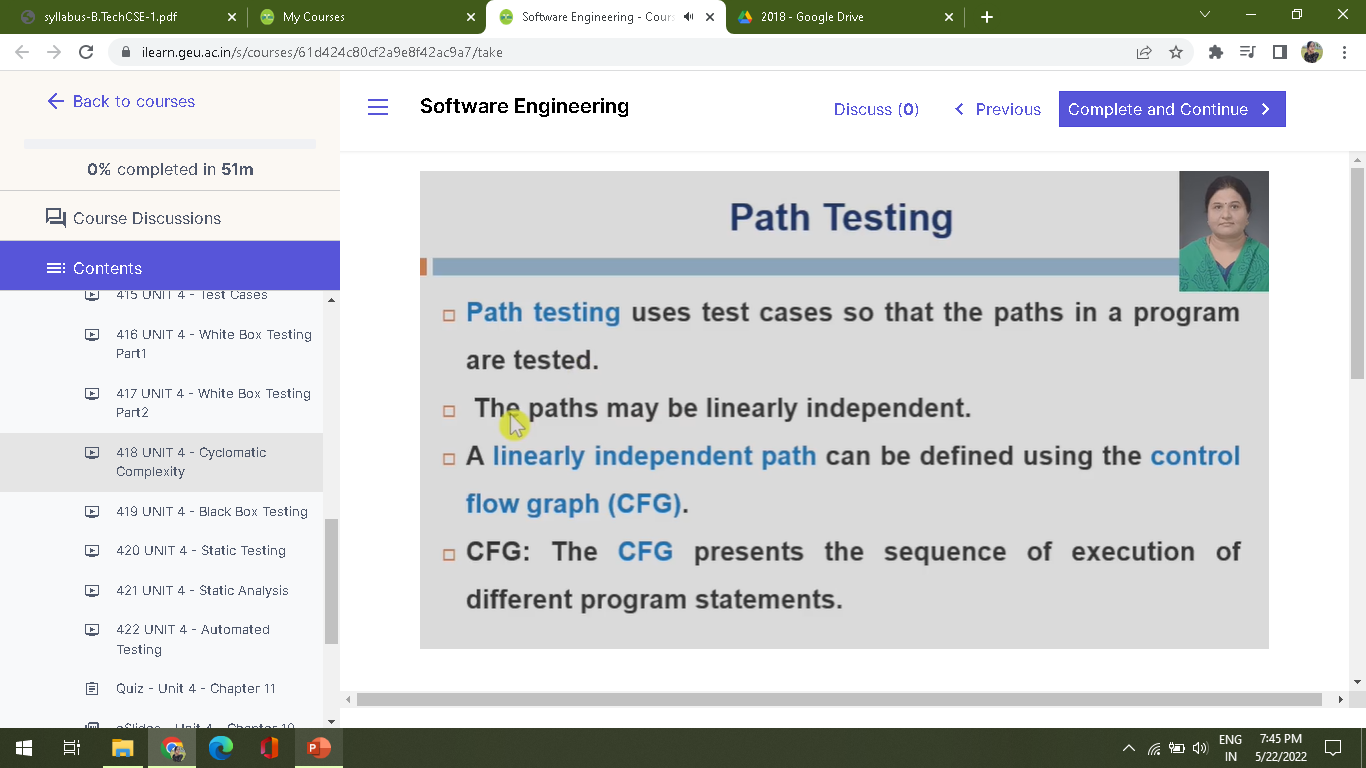 syllabus-B.TechCSE-1.pdf
My Courses
Software Engineering - Cours
2018 - Google Drive
ilearn.geu.ac.in/s/courses/61d424c80cf2a9e8f42ac9a7/take
Back to courses
0% completed in 51m
Course Discussions
Contents
415 UNIT 4 - Test Cases
416 UNIT 4 - White Box Testing
Part1
417 UNIT 4 - White Box Testing
Part2
418 UNIT 4 - Cyclomatic
Complexity
419 UNIT 4 - Black Box Testing
420 UNIT 4 - Static Testing
421 UNIT 4 - Static Analysis
422 UNIT 4 - Automated
Testing
Quiz - Unit 4 - Chapter 11
eSlides - Unit 4 - Chapter 10
Software Engineering
Discuss (0)
Previous
Complete and Continue
Path Testing
Path testing uses test cases so that the paths in a program
are tested.
The paths may be linearly independent.
A linearly independent path can be defined using the control
flow graph (CFG).
CFG: The CFG presents the sequence of execution of
different program statements.
ENG
IN
7:45 PM
5/22/2022